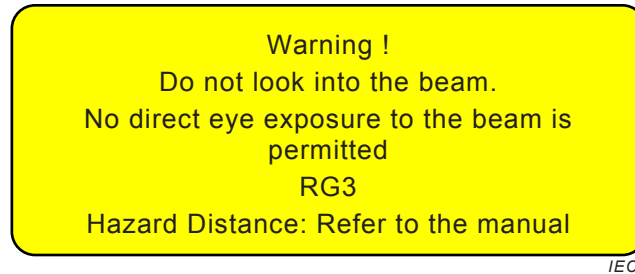 Warning !
Do not look into the beam.
No direct eye exposure to the beam is
permitted
RG3
Hazard Distance: Refer to the manual
IEC